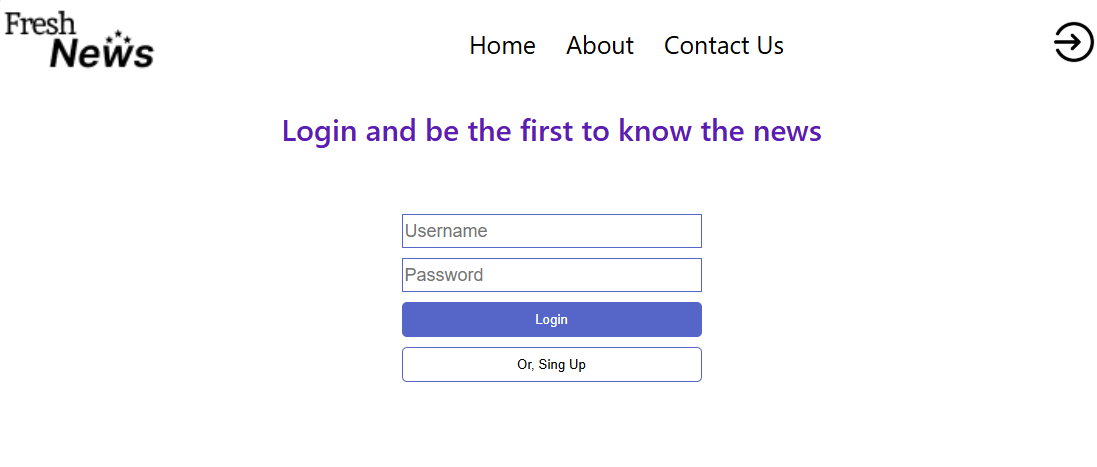 Fresh
News
Home About Contact Us
Login and be the first to know the news
Username
Password
Login
Or, Sing Up